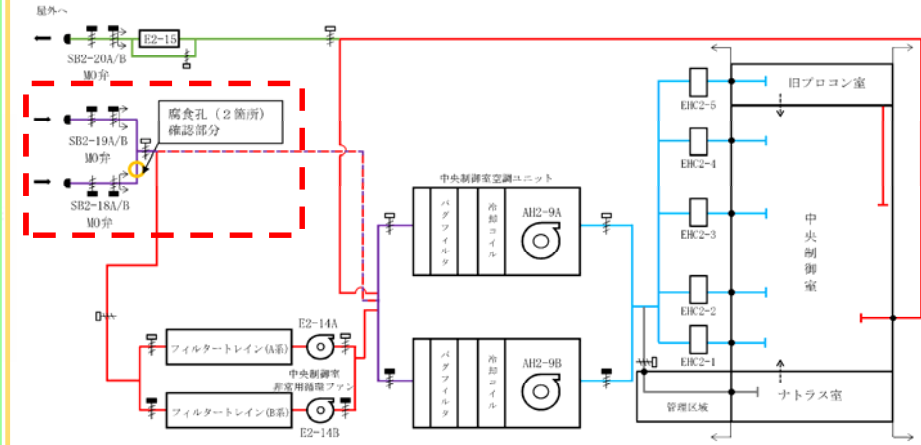 屋外へ
E2-15
SB2-20A/B
MO弁
腐食孔（２箇所）
確認部分
SB2-19A/B
MO弁
SB2-18A/B
MO弁
中央制御室空調ユニット
バグフィルタ
冷却コイル
AH2-9A
バグフィルタ
冷却コイル
AH2-9B
EHC2-5
EHC2-4
EHC2-3
EHC2-2
EHC2-1
旧プロコン室
中央制御室
ナトラス室
管理区域
E2-14A
フィルタートレイン(A系)
中央制御室
非常用循環ファン
フィルタートレイン(B系)
E2-14B